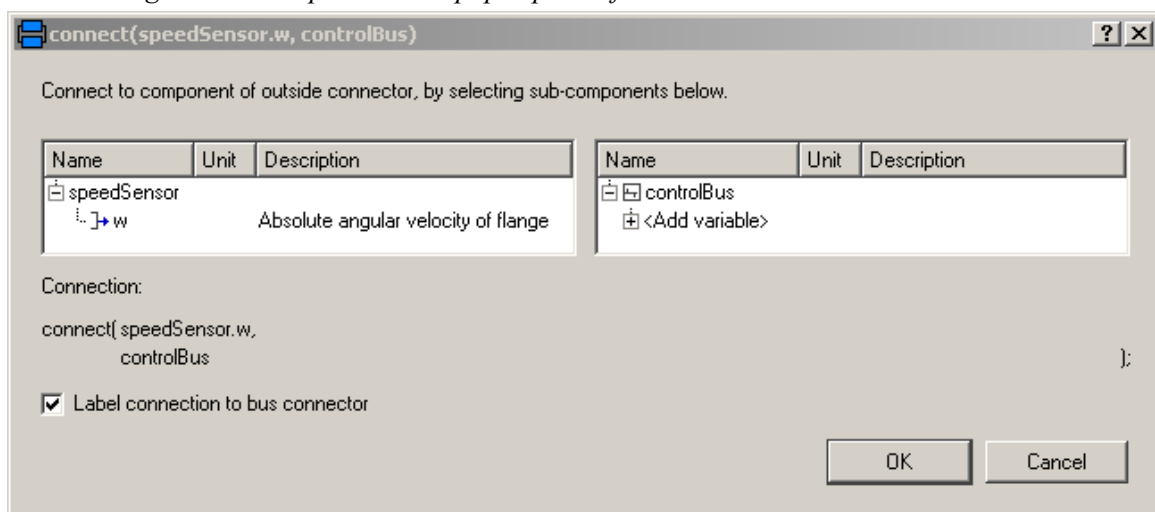 connect(speedSensor.w, controlBus)
Connect to component of outside connector, by selecting sub-components below.
Name Unit Description Name Unit Description
speedSensor controlBus
w Absolute angular velocity of flange <Add variable>
Connection:
connect( speedSensor.w,
controlBus );
Label connection to bus connector
OK Cancel